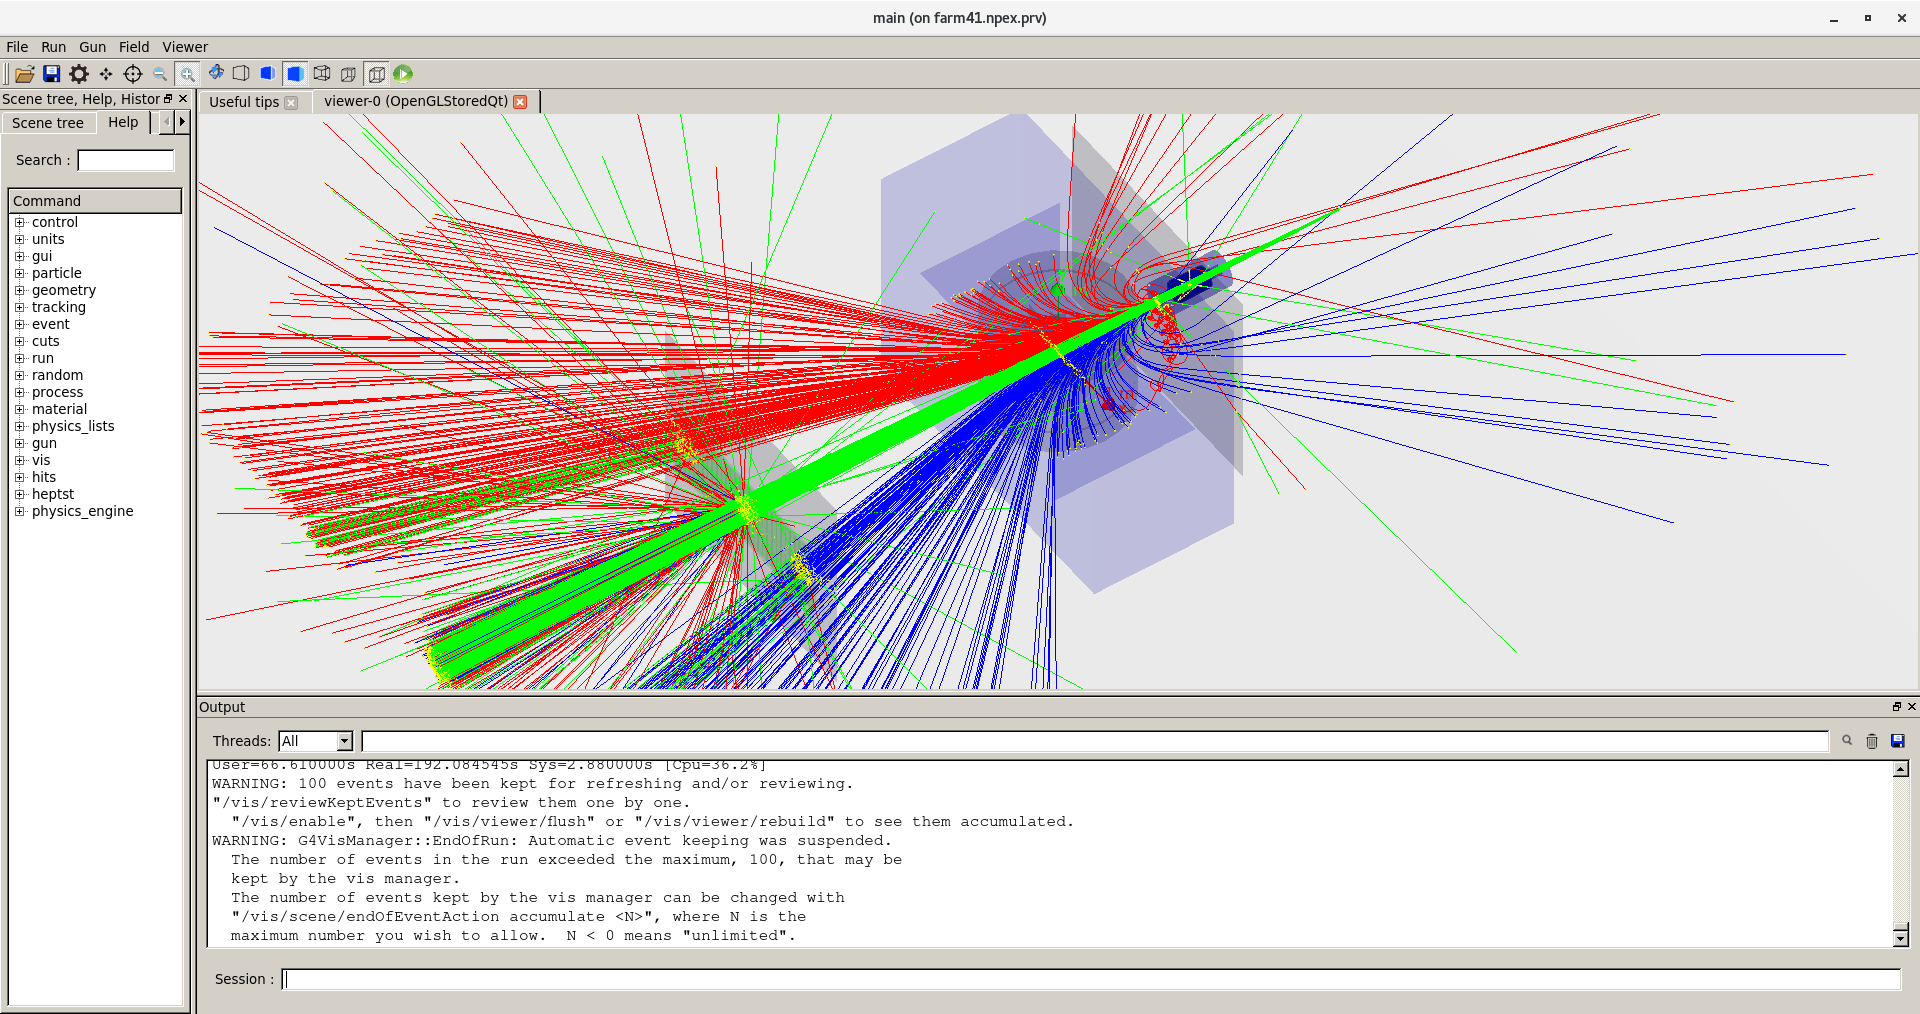 main (on farm41.npex.prv)
File Run Gun Field Viewer
Scene tree, Help, Histor
Useful tips
viewer-0 (OpenGLStoredQt)
Scene tree
Help
Search :
Command
control
units
gui
particle
geometry
tracking
event
cuts
run
random
process
material
physics_lists
gun
vis
hits
heptst
physics_engine
Output
Threads: All
User=66.610000s Real=192.084545s Sys=2.880000s [Cpu=36.2%]
WARNING: 100 events have been kept for refreshing and/or reviewing.
"/vis/reviewKeptEvents" to review them one by one.
"/vis/enable", then "/vis/viewer/flush" or "/vis/viewer/rebuild" to see them accumulated.
WARNING: G4VisManager::EndOfRun: Automatic event keeping was suspended.
The number of events in the run exceeded the maximum, 100, that may be
kept by the vis manager.
The number of events kept by the vis manager can be changed with
"/vis/scene/endOfEventAction accumulate <N>", where N is the
maximum number you wish to allow.  N < 0 means "unlimited".
Session :